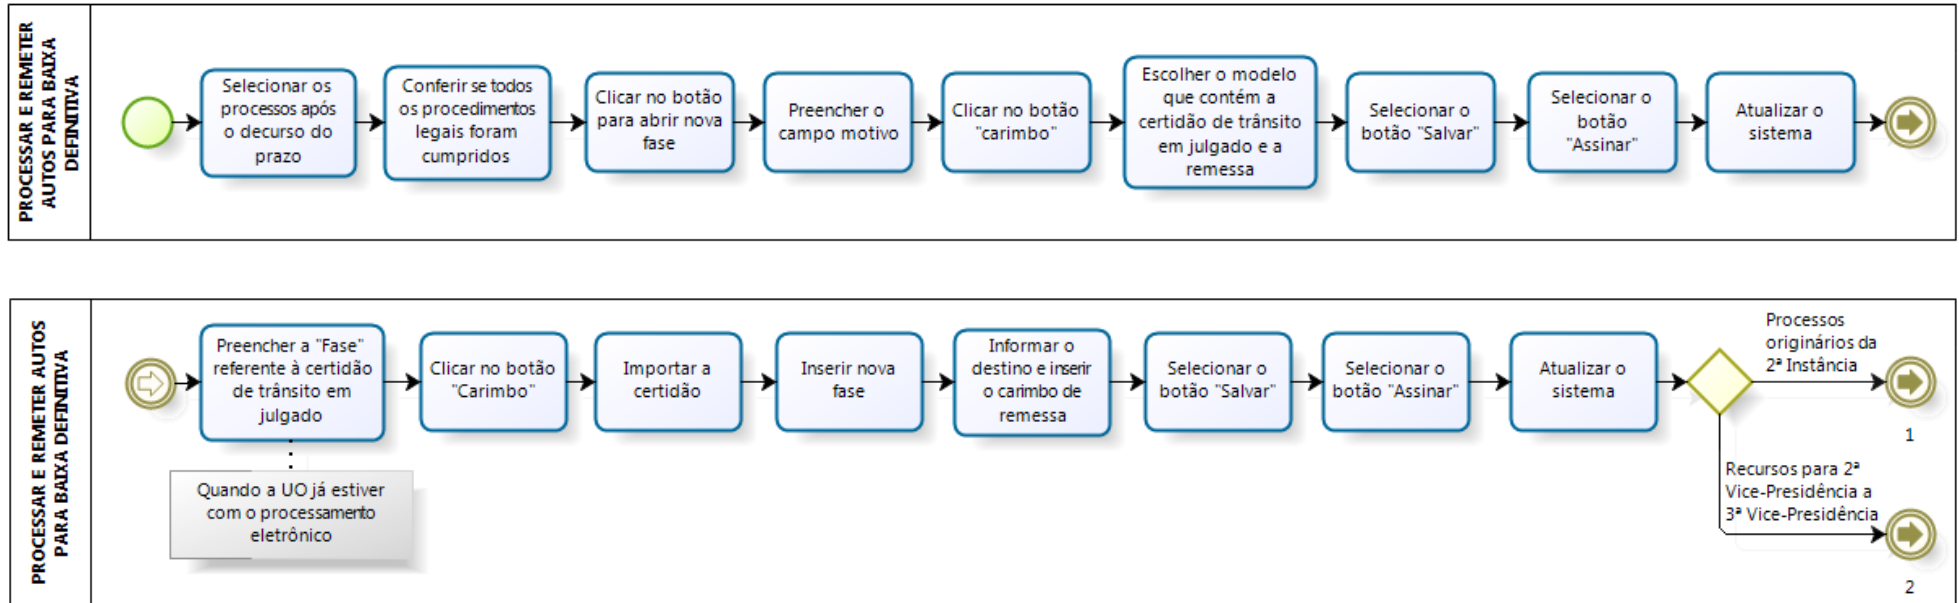 PROCESSAR E REMETER
AUTOS PARA BAIXA
DEFINITIVA
Selecionar os
processos após
o decurso do
prazo
Conferir se todos
os procedimentos
legais foram
cumpridos
Clicar no botão
para abrir nova
fase
Preencher o
campo motivo
Clicar no botão
"carimbo"
Escolher o modelo
que contém a
certidão de trânsito
em julgado e a
remessa
Selecionar o
botão "Salvar"
Selecionar o
botão
"Assinar"
Atualizar o
sistema
PROCESSAR E REMETER AUTOS
PARA BAIXA DEFINITIVA
Preencher a "Fase"
referente à certidão
de trânsito em
julgado
Quando a UO já estiver
com o processamento
eletrônico
Clicar no botão
"Carimbo"
Importar a
certidão
Inserir nova
fase
Informar o
destino e inserir
o carimbo de
remessa
Selecionar o
botão "Salvar"
Selecionar o
botão "Assinar"
Atualizar o
sistema
Processos
originários da
2ª Instância
1
Recursos para 2ª
Vice-Presidência a
3ª Vice-Presidência
2